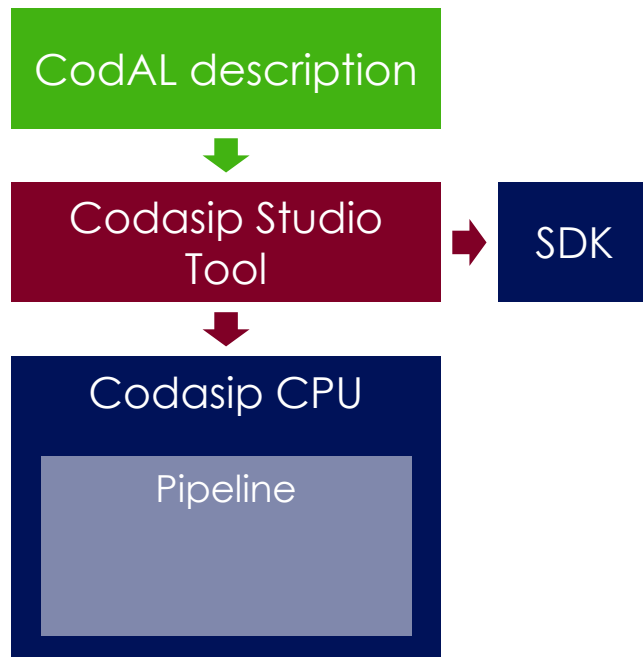 CodAL description
Codasip Studio
Tool
SDK
Codasip CPU
Pipeline